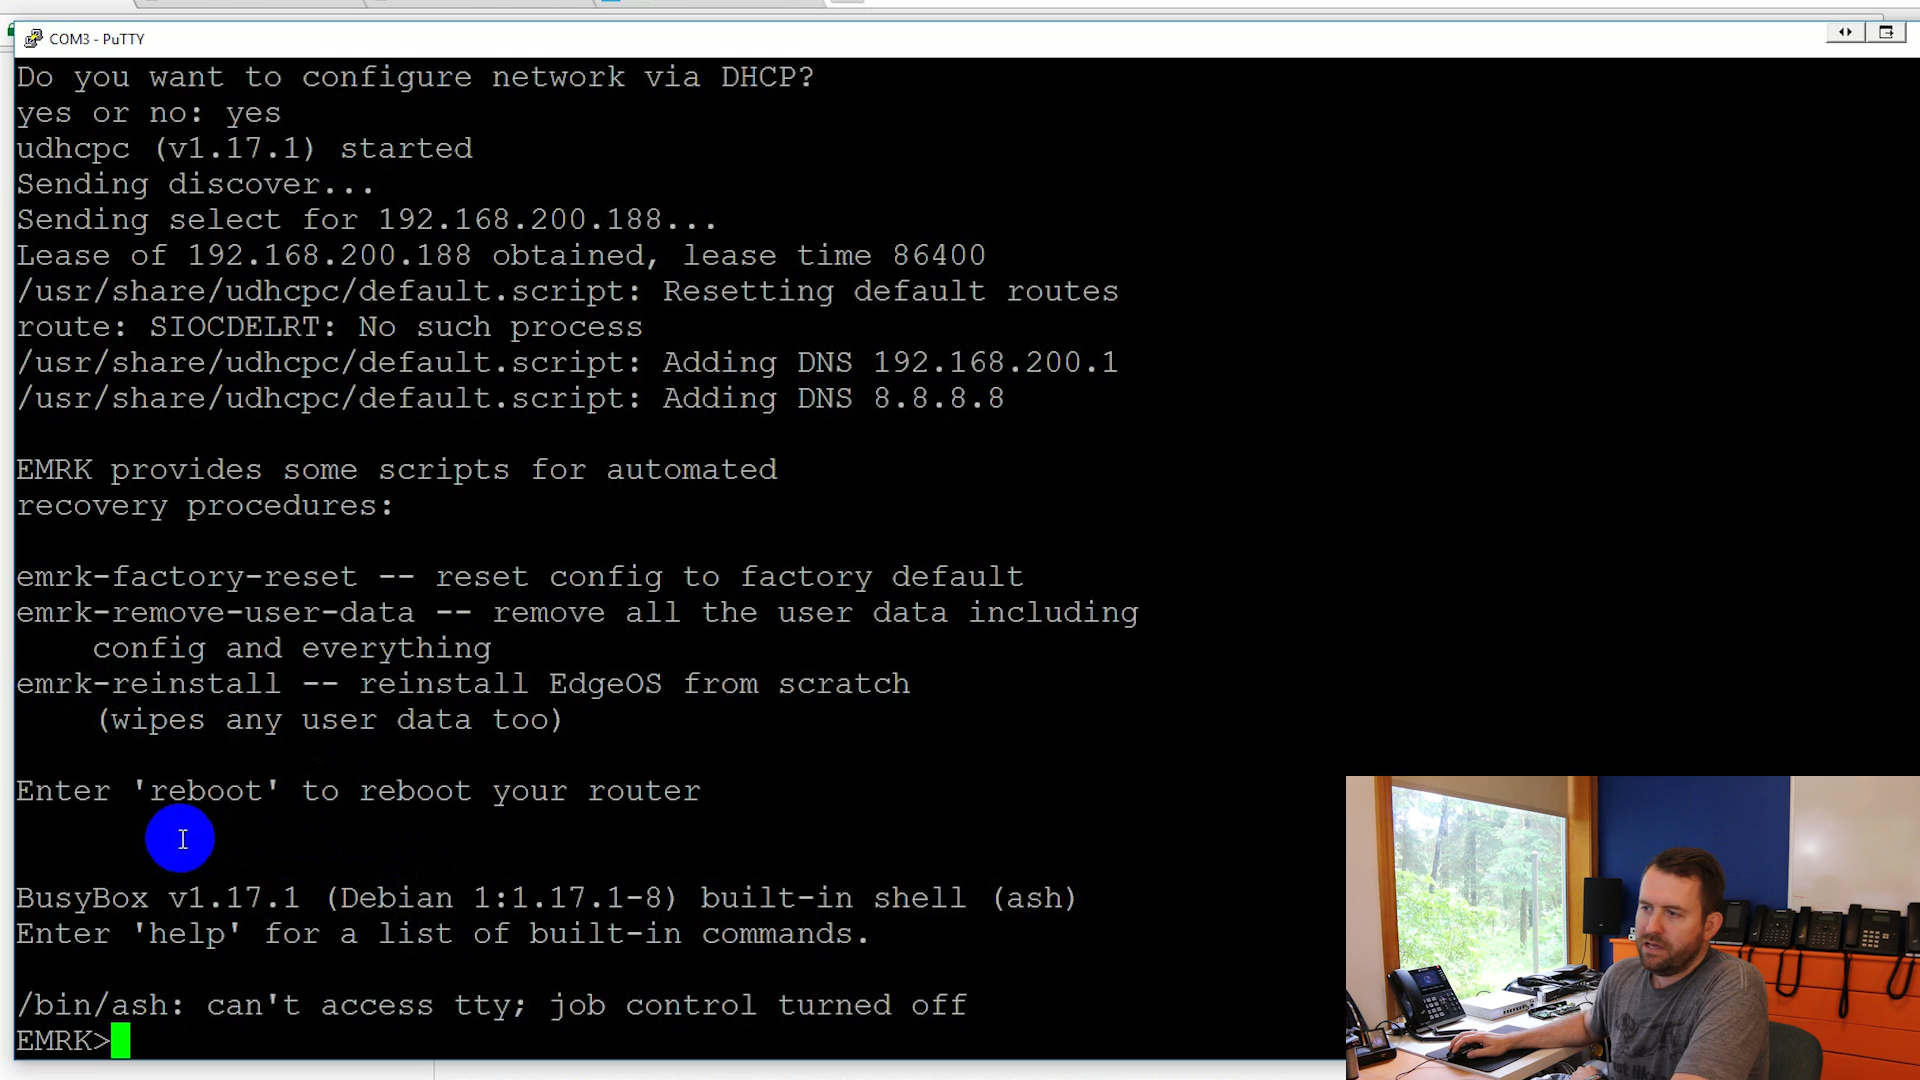 COM3 - PuTTY
Do you want to configure network via DHCP?
yes or no: yes
udhcpc (v1.17.1) started
Sending discover...
Sending select for 192.168.200.188...
Lease of 192.168.200.188 obtained, lease time 86400
/usr/share/udhcpc/default.script: Resetting default routes
route: SIOCDELRT: No such process
/usr/share/udhcpc/default.script: Adding DNS 192.168.200.1
/usr/share/udhcpc/default.script: Adding DNS 8.8.8.8
EMRK provides some scripts for automated
recovery procedures:
emrk-factory-reset -- reset config to factory default
emrk-remove-user-data -- remove all the user data including
config and everything
emrk-reinstall -- reinstall EdgeOS from scratch
(wipes any user data too)
Enter 'reboot' to reboot your router
BusyBox v1.17.1 (Debian 1:1.17.1-8) built-in shell (ash)
Enter 'help' for a list of built-in commands.
/bin/ash: can't access tty; job control turned off
EMRK>